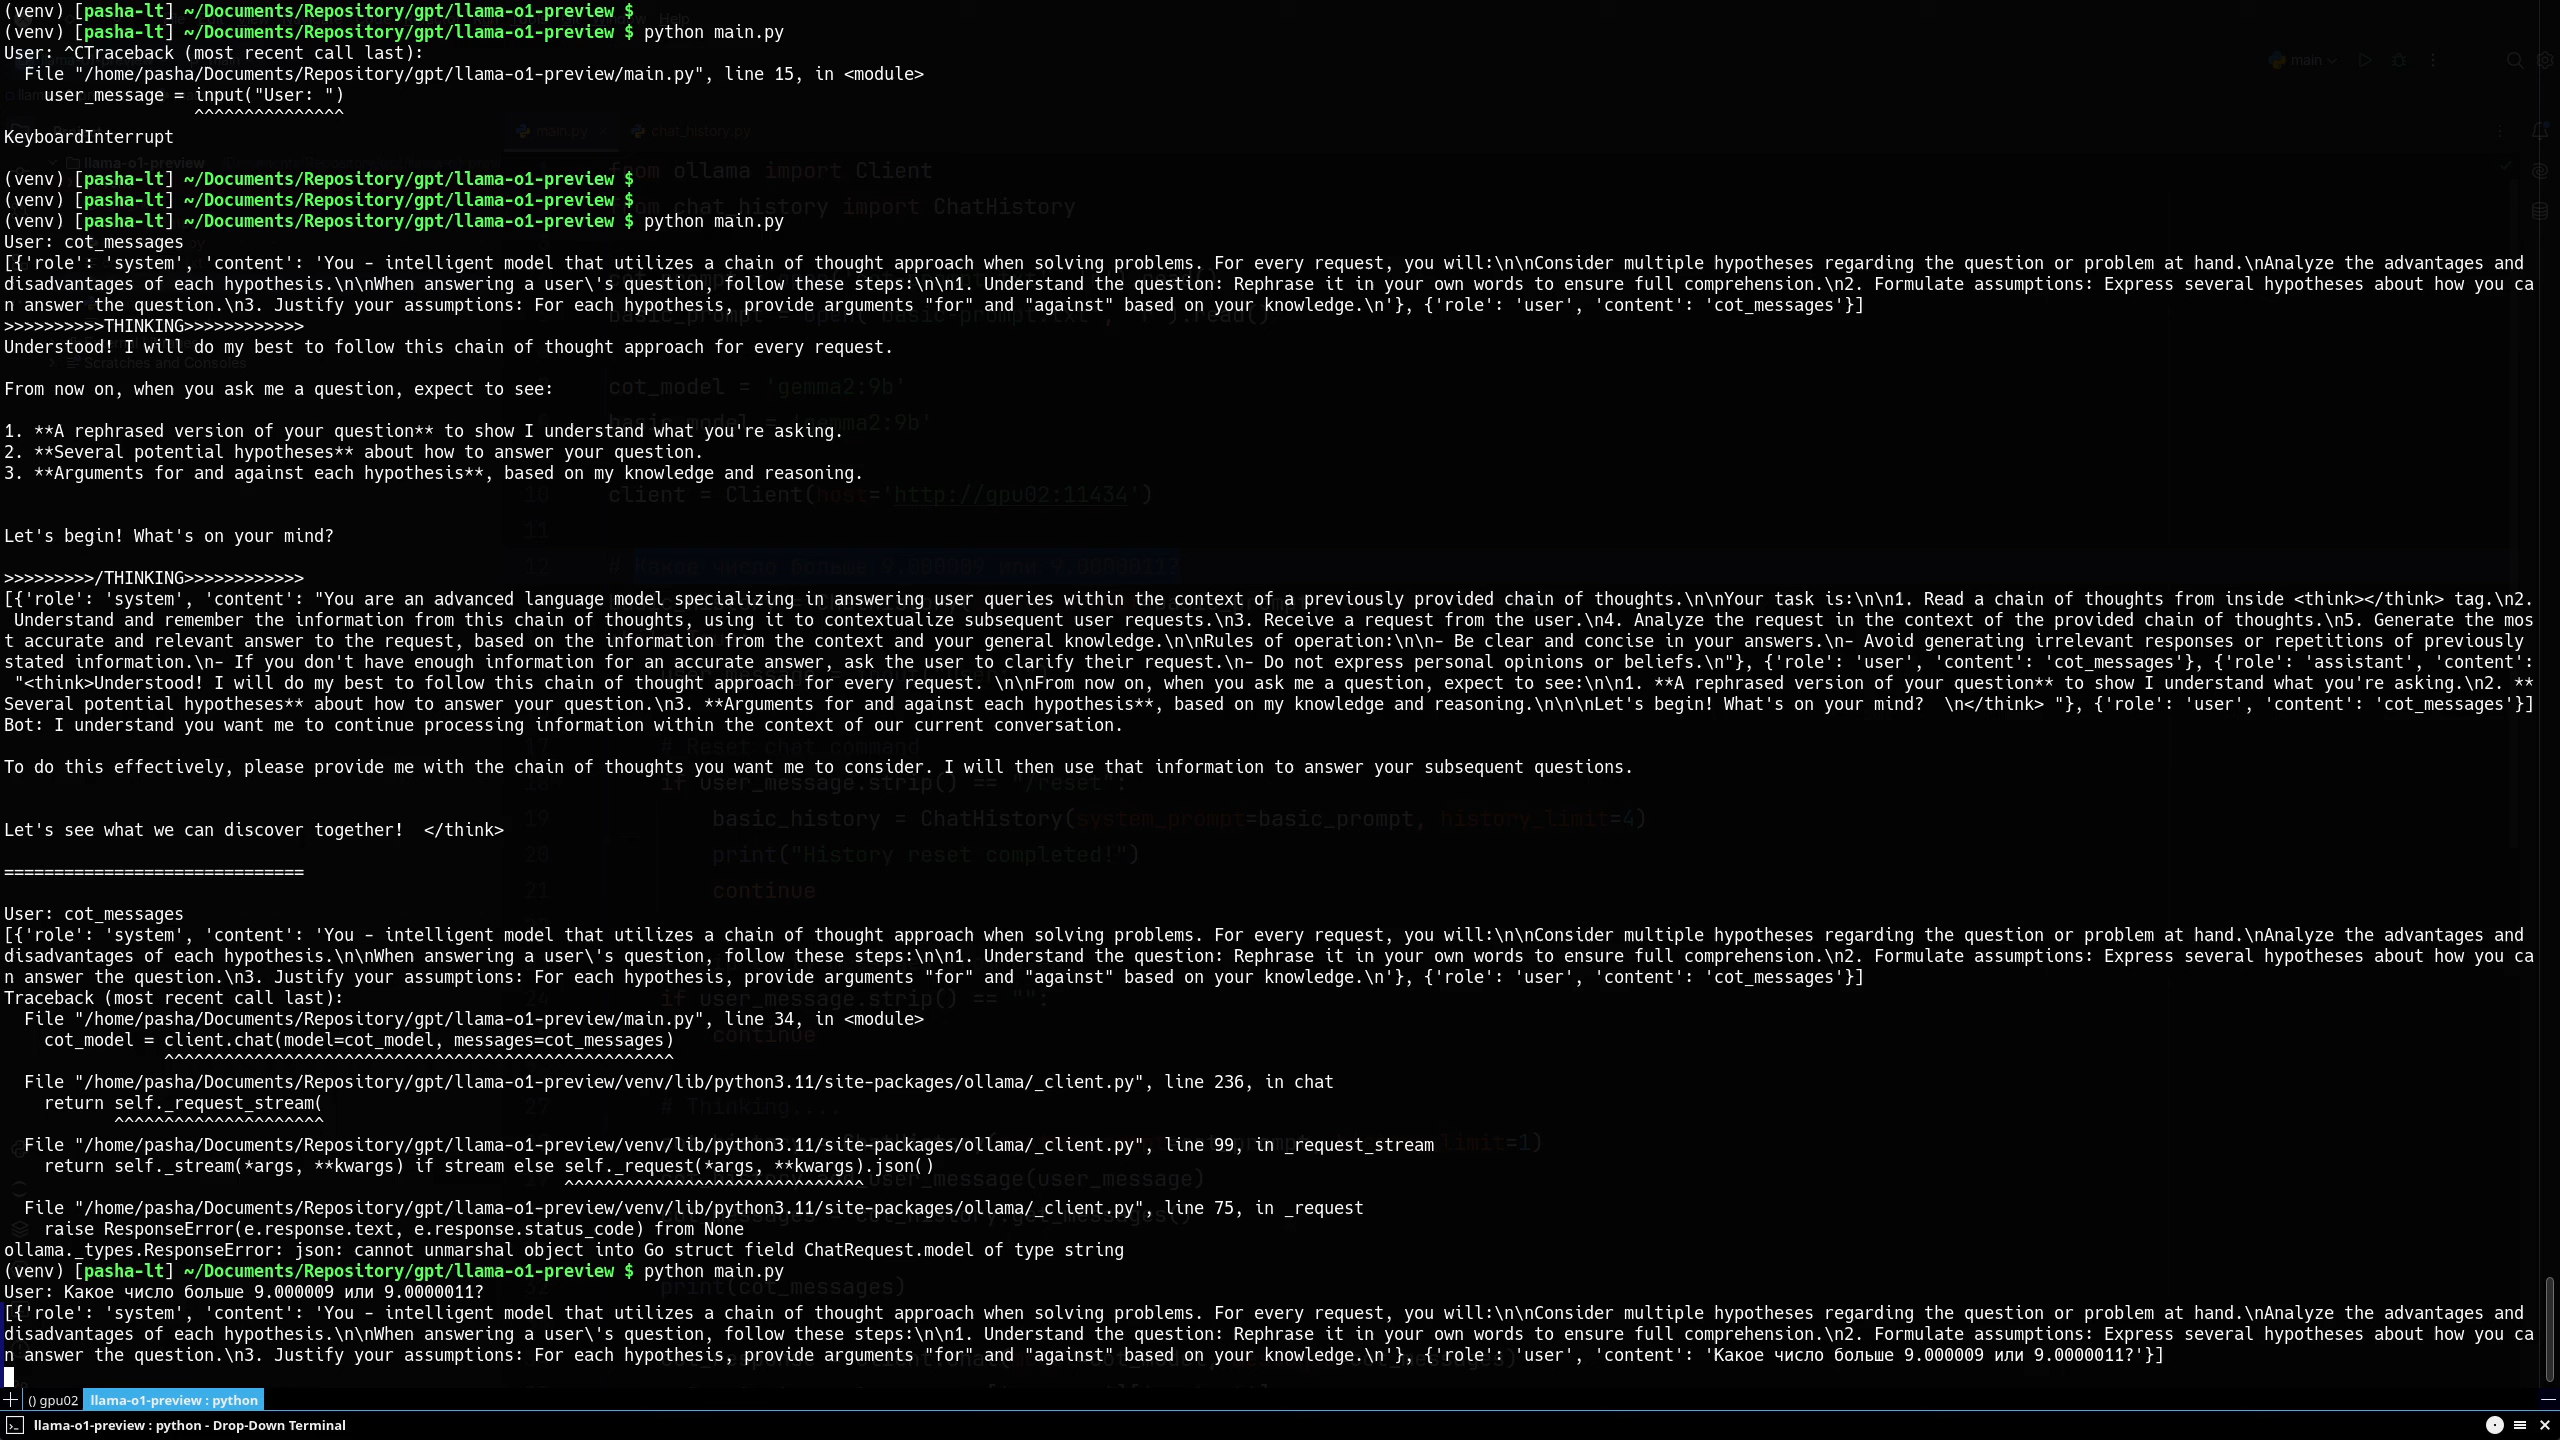 (venv) [pasha-lt] ~/Documents/Repository/gpt/llama-o1-preview $
(venv) [pasha-lt] ~/Documents/Repository/gpt/llama-o1-preview $ python main.py
User: ^CTraceback (most recent call last):
  File "/home/pasha/Documents/Repository/gpt/llama-o1-preview/main.py", line 15, in <module>
    user_message = input("User: ")
                   ^^^^^^^^^^^^^^^
KeyboardInterrupt
(venv) [pasha-lt] ~/Documents/Repository/gpt/llama-o1-preview $
(venv) [pasha-lt] ~/Documents/Repository/gpt/llama-o1-preview $
(venv) [pasha-lt] ~/Documents/Repository/gpt/llama-o1-preview $ python main.py
User: cot_messages
[{'role': 'system', 'content': 'You - intelligent model that utilizes a chain of thought approach when solving problems. For every request, you will:\n\nConsider multiple hypotheses regarding the question or problem at hand.\nAnalyze the advantages and
disadvantages of each hypothesis.\n\nWhen answering a user\'s question, follow these steps:\n\n1. Understand the question: Rephrase it in your own words to ensure full comprehension.\n2. Formulate assumptions: Express several hypotheses about how you ca
n answer the question.\n3. Justify your assumptions: For each hypothesis, provide arguments "for" and "against" based on your knowledge.\n'}, {'role': 'user', 'content': 'cot_messages'}]
>>>>>>>>>>THINKING>>>>>>>>>>>>
Understood! I will do my best to follow this chain of thought approach for every request.
From now on, when you ask me a question, expect to see:
1. **A rephrased version of your question** to show I understand what you're asking.
2. **Several potential hypotheses** about how to answer your question.
3. **Arguments for and against each hypothesis**, based on my knowledge and reasoning.
Let's begin! What's on your mind?
>>>>>>>>>/THINKING>>>>>>>>>>>>
[{'role': 'system', 'content': "You are an advanced language model specializing in answering user queries within the context of a previously provided chain of thoughts.\n\nYour task is:\n\n1. Read a chain of thoughts from inside <think></think> tag.\n2.
 Understand and remember the information from this chain of thoughts, using it to contextualize subsequent user requests.\n3. Receive a request from the user.\n4. Analyze the request in the context of the provided chain of thoughts.\n5. Generate the mos
t accurate and relevant answer to the request, based on the information from the context and your general knowledge.\n\nRules of operation:\n\n- Be clear and concise in your answers.\n- Avoid generating irrelevant responses or repetitions of previously
stated information.\n- If you don't have enough information for an accurate answer, ask the user to clarify their request.\n- Do not express personal opinions or beliefs.\n"}, {'role': 'user', 'content': 'cot_messages'}, {'role': 'assistant', 'content':
 "<think>Understood! I will do my best to follow this chain of thought approach for every request. \n\nFrom now on, when you ask me a question, expect to see:\n\n1. **A rephrased version of your question** to show I understand what you're asking.\n2. **
Several potential hypotheses** about how to answer your question.\n3. **Arguments for and against each hypothesis**, based on my knowledge and reasoning.\n\n\nLet's begin! What's on your mind?  \n</think> "}, {'role': 'user', 'content': 'cot_messages'}]
Bot: I understand you want me to continue processing information within the context of our current conversation.
To do this effectively, please provide me with the chain of thoughts you want me to consider. I will then use that information to answer your subsequent questions.
Let's see what we can discover together!  </think>
==============================
User: cot_messages
[{'role': 'system', 'content': 'You - intelligent model that utilizes a chain of thought approach when solving problems. For every request, you will:\n\nConsider multiple hypotheses regarding the question or problem at hand.\nAnalyze the advantages and
disadvantages of each hypothesis.\n\nWhen answering a user\'s question, follow these steps:\n\n1. Understand the question: Rephrase it in your own words to ensure full comprehension.\n2. Formulate assumptions: Express several hypotheses about how you ca
n answer the question.\n3. Justify your assumptions: For each hypothesis, provide arguments "for" and "against" based on your knowledge.\n'}, {'role': 'user', 'content': 'cot_messages'}]
Traceback (most recent call last):
  File "/home/pasha/Documents/Repository/gpt/llama-o1-preview/main.py", line 34, in <module>
    cot_model = client.chat(model=cot_model, messages=cot_messages)
                ^^^^^^^^^^^^^^^^^^^^^^^^^^^^^^^^^^^^^^^^^^^^^^^^^^^
  File "/home/pasha/Documents/Repository/gpt/llama-o1-preview/venv/lib/python3.11/site-packages/ollama/_client.py", line 236, in chat
    return self._request_stream(
           ^^^^^^^^^^^^^^^^^^^^^
  File "/home/pasha/Documents/Repository/gpt/llama-o1-preview/venv/lib/python3.11/site-packages/ollama/_client.py", line 99, in _request_stream
    return self._stream(*args, **kwargs) if stream else self._request(*args, **kwargs).json()
                                                        ^^^^^^^^^^^^^^^^^^^^^^^^^^^^^^
  File "/home/pasha/Documents/Repository/gpt/llama-o1-preview/venv/lib/python3.11/site-packages/ollama/_client.py", line 75, in _request
    raise ResponseError(e.response.text, e.response.status_code) from None
ollama._types.ResponseError: json: cannot unmarshal object into Go struct field ChatRequest.model of type string
(venv) [pasha-lt] ~/Documents/Repository/gpt/llama-o1-preview $ python main.py
User: Какое число больше 9.000009 или 9.0000011?
[{'role': 'system', 'content': 'You - intelligent model that utilizes a chain of thought approach when solving problems. For every request, you will:\n\nConsider multiple hypotheses regarding the question or problem at hand.\nAnalyze the advantages and
disadvantages of each hypothesis.\n\nWhen answering a user\'s question, follow these steps:\n\n1. Understand the question: Rephrase it in your own words to ensure full comprehension.\n2. Formulate assumptions: Express several hypotheses about how you ca
n answer the question.\n3. Justify your assumptions: For each hypothesis, provide arguments "for" and "against" based on your knowledge.\n'}, {'role': 'user', 'content': 'Какое число больше 9.000009 или 9.0000011?'}]
() gpu02 llama-o1-preview : python
llama-o1-preview : python - Drop-Down Terminal